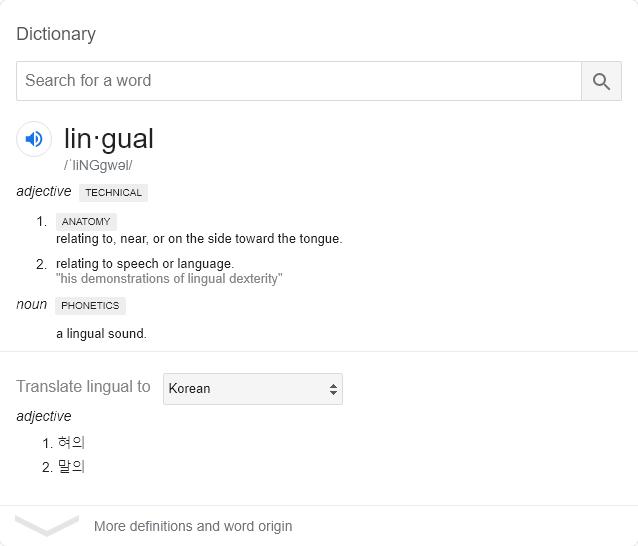 Dictionary
Search for a word
lin·gual
/ˈliNGgwəl/
adjective TECHNICAL
1. ANATOMY
relating to, near, or on the side toward the tongue.
2. relating to speech or language.
"his demonstrations of lingual dexterity"
noun PHONETICS
a lingual sound.
Translate lingual to Korean
adjective
1. 혀의
2. 말의
More definitions and word origin